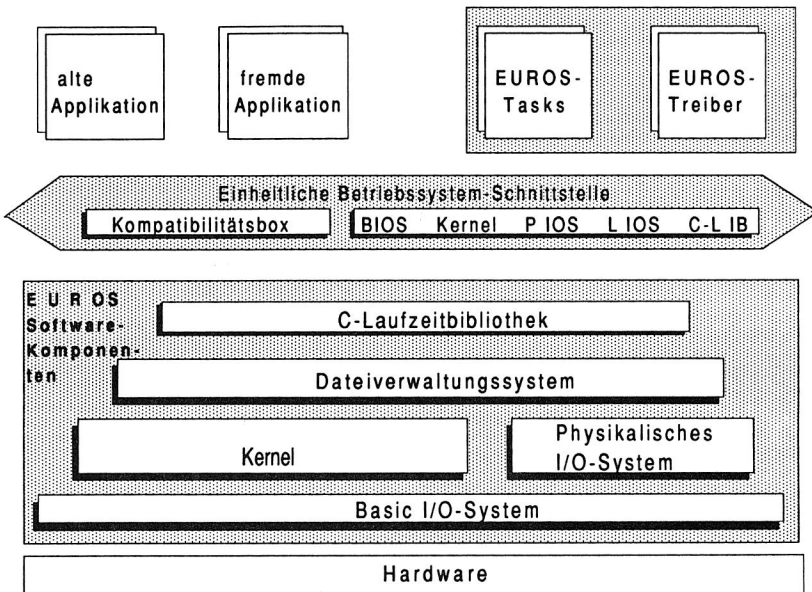 alte
Applikation
fremde
Applikation
EUROS-
Tasks
EUROS-
Treiber
Einheitliche Betriebssystem-Schnittstelle
Kompatibilitätsbox
BIOS Kernel PIOS LIOS C-LIB
EUROS
Software-
Komponen-
ten
C-Laufzeitbibliothek
Dateiverwaltungssystem
Kernel
Physikalisches
I/O-System
Basic I/O-System
Hardware